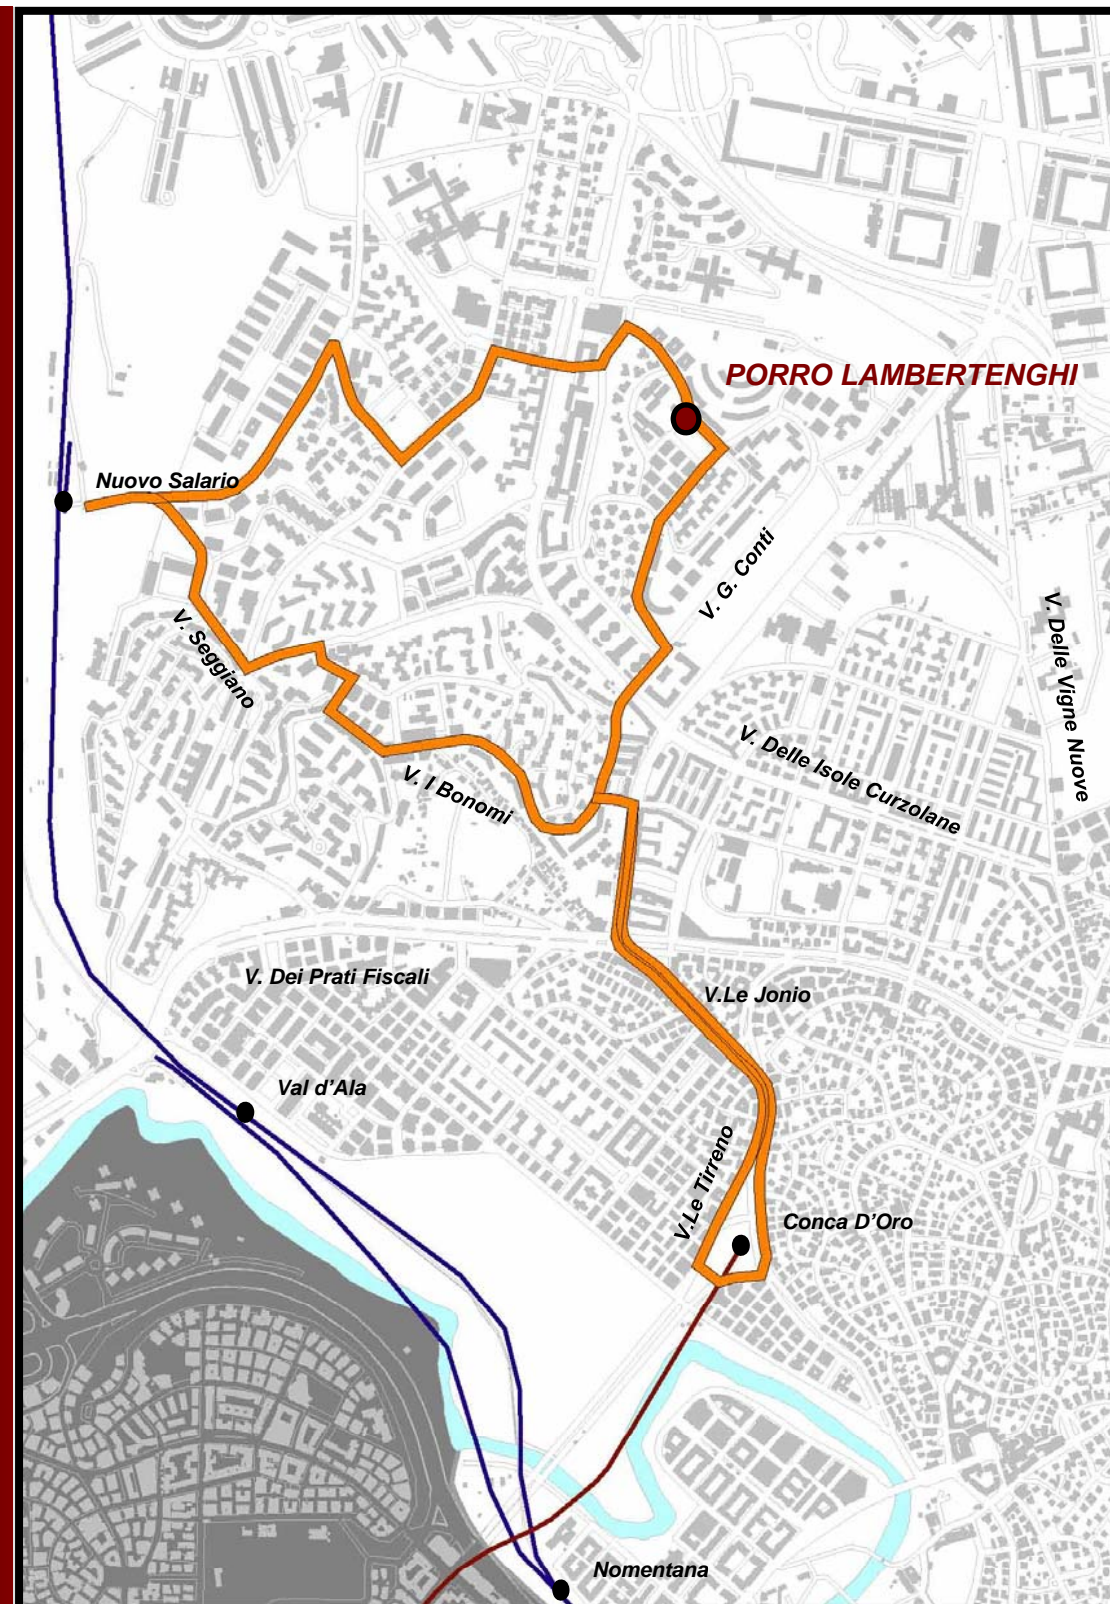 PORRO LAMBERTENGHI
Nuovo Salario
V. G. Conti
V. Seggiano
V. Delle Vigne Nuove
V. Delle Isole Curzolane
V. I Bonomi
V. Dei Prati Fiscali
V.Le Jonio
Val d'Ala
V.Le Tirreno
Conca D'Oro
Nomentana